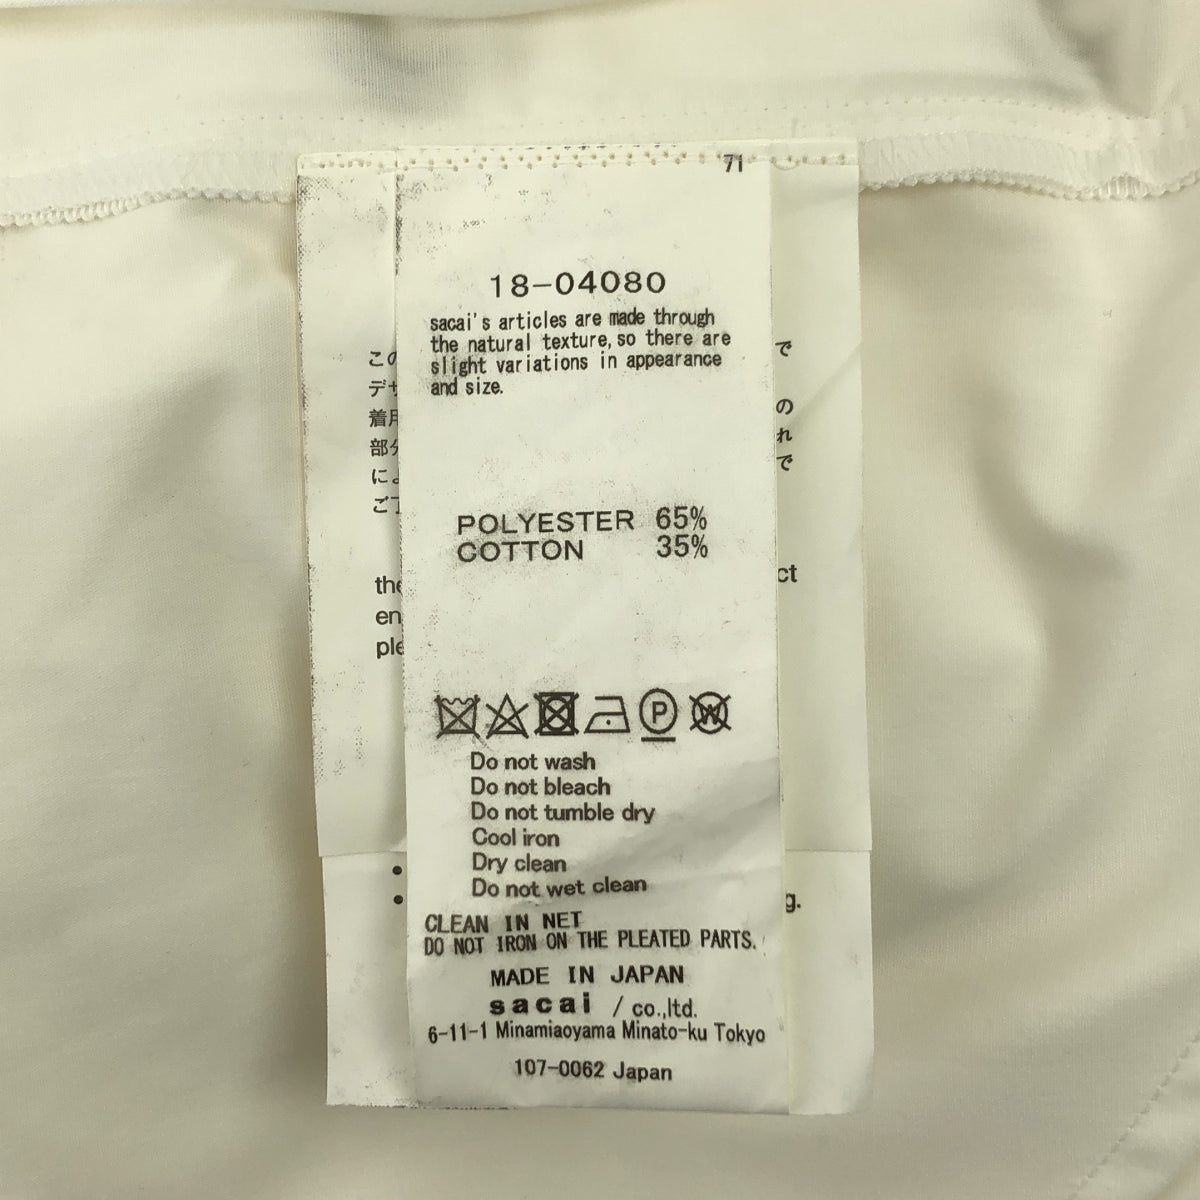 71
18-04080
sacai's articles are made through
the natural texture, so there are
slight variations in appearance
and size.
POLYESTER 65%
COTTON 35%
P
W
Do not wash
Do not bleach
Do not tumble dry
Cool iron
Dry clean
Do not wet clean
CLEAN IN NET
DO NOT IRON ON THE PLEATED PARTS.
MADE IN JAPAN
sacai / co.,ltd.
6-11-1 Minamiaoyama Minato-ku Tokyo
107-0062 Japan